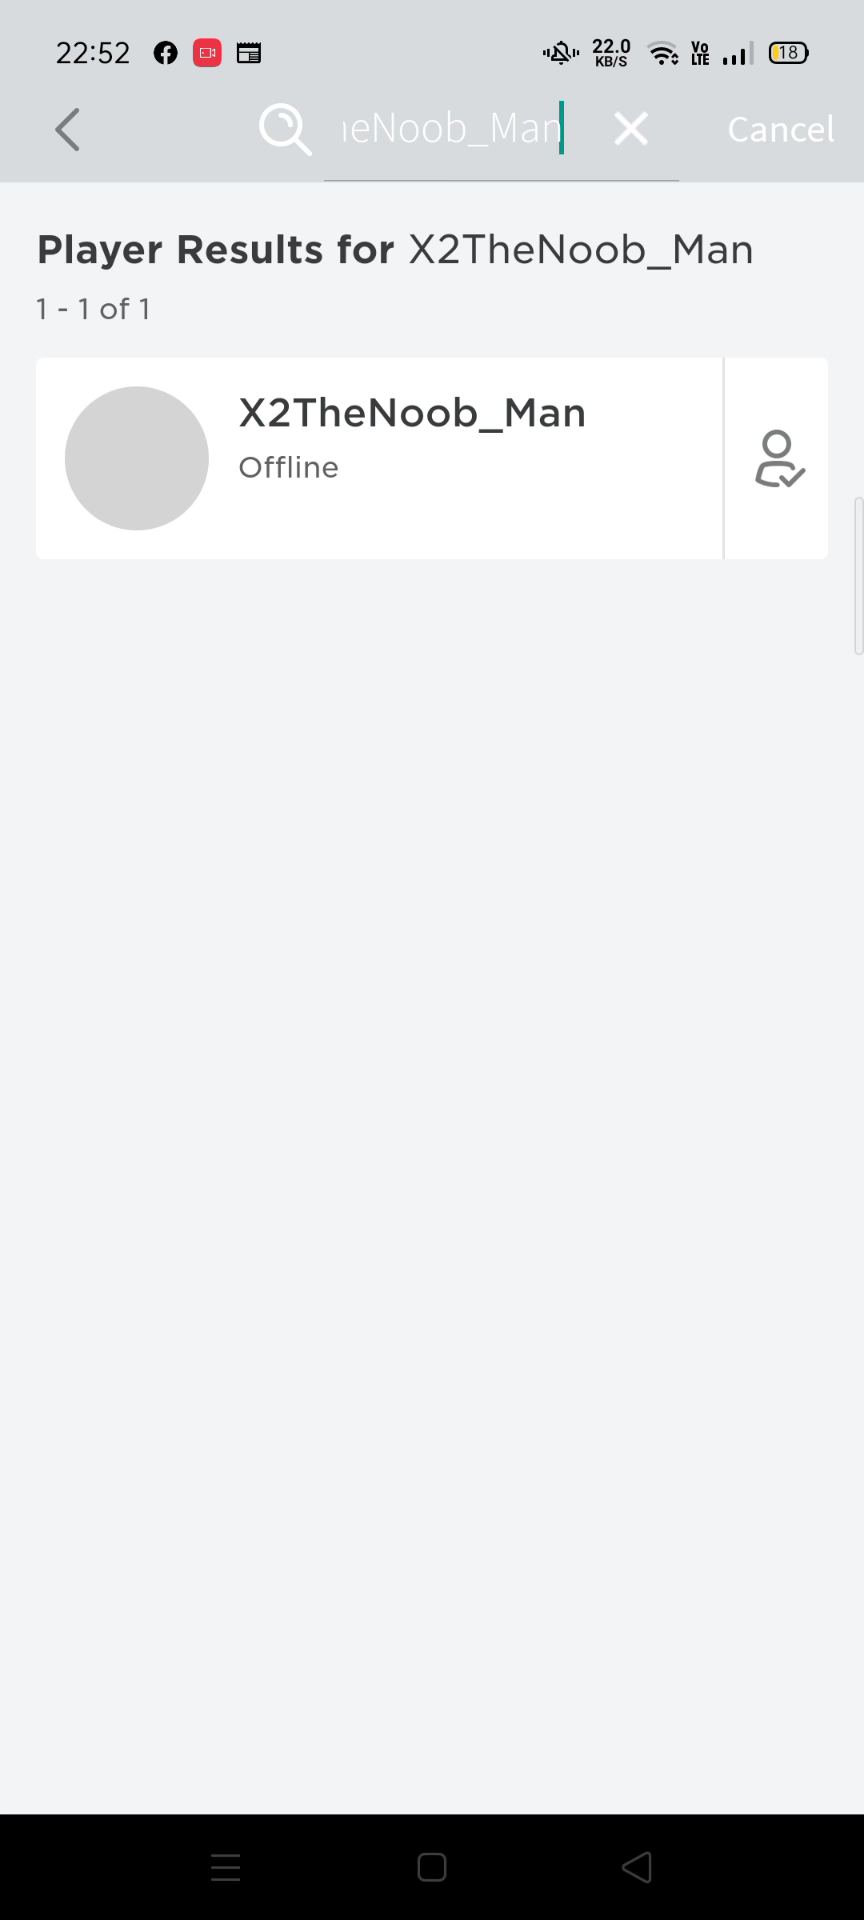 22:52 22.0 KB/S Vo LTE 18
eNoob_Man Cancel
Player Results for X2TheNoob_Man
1 - 1 of 1
X2TheNoob_Man
Offline